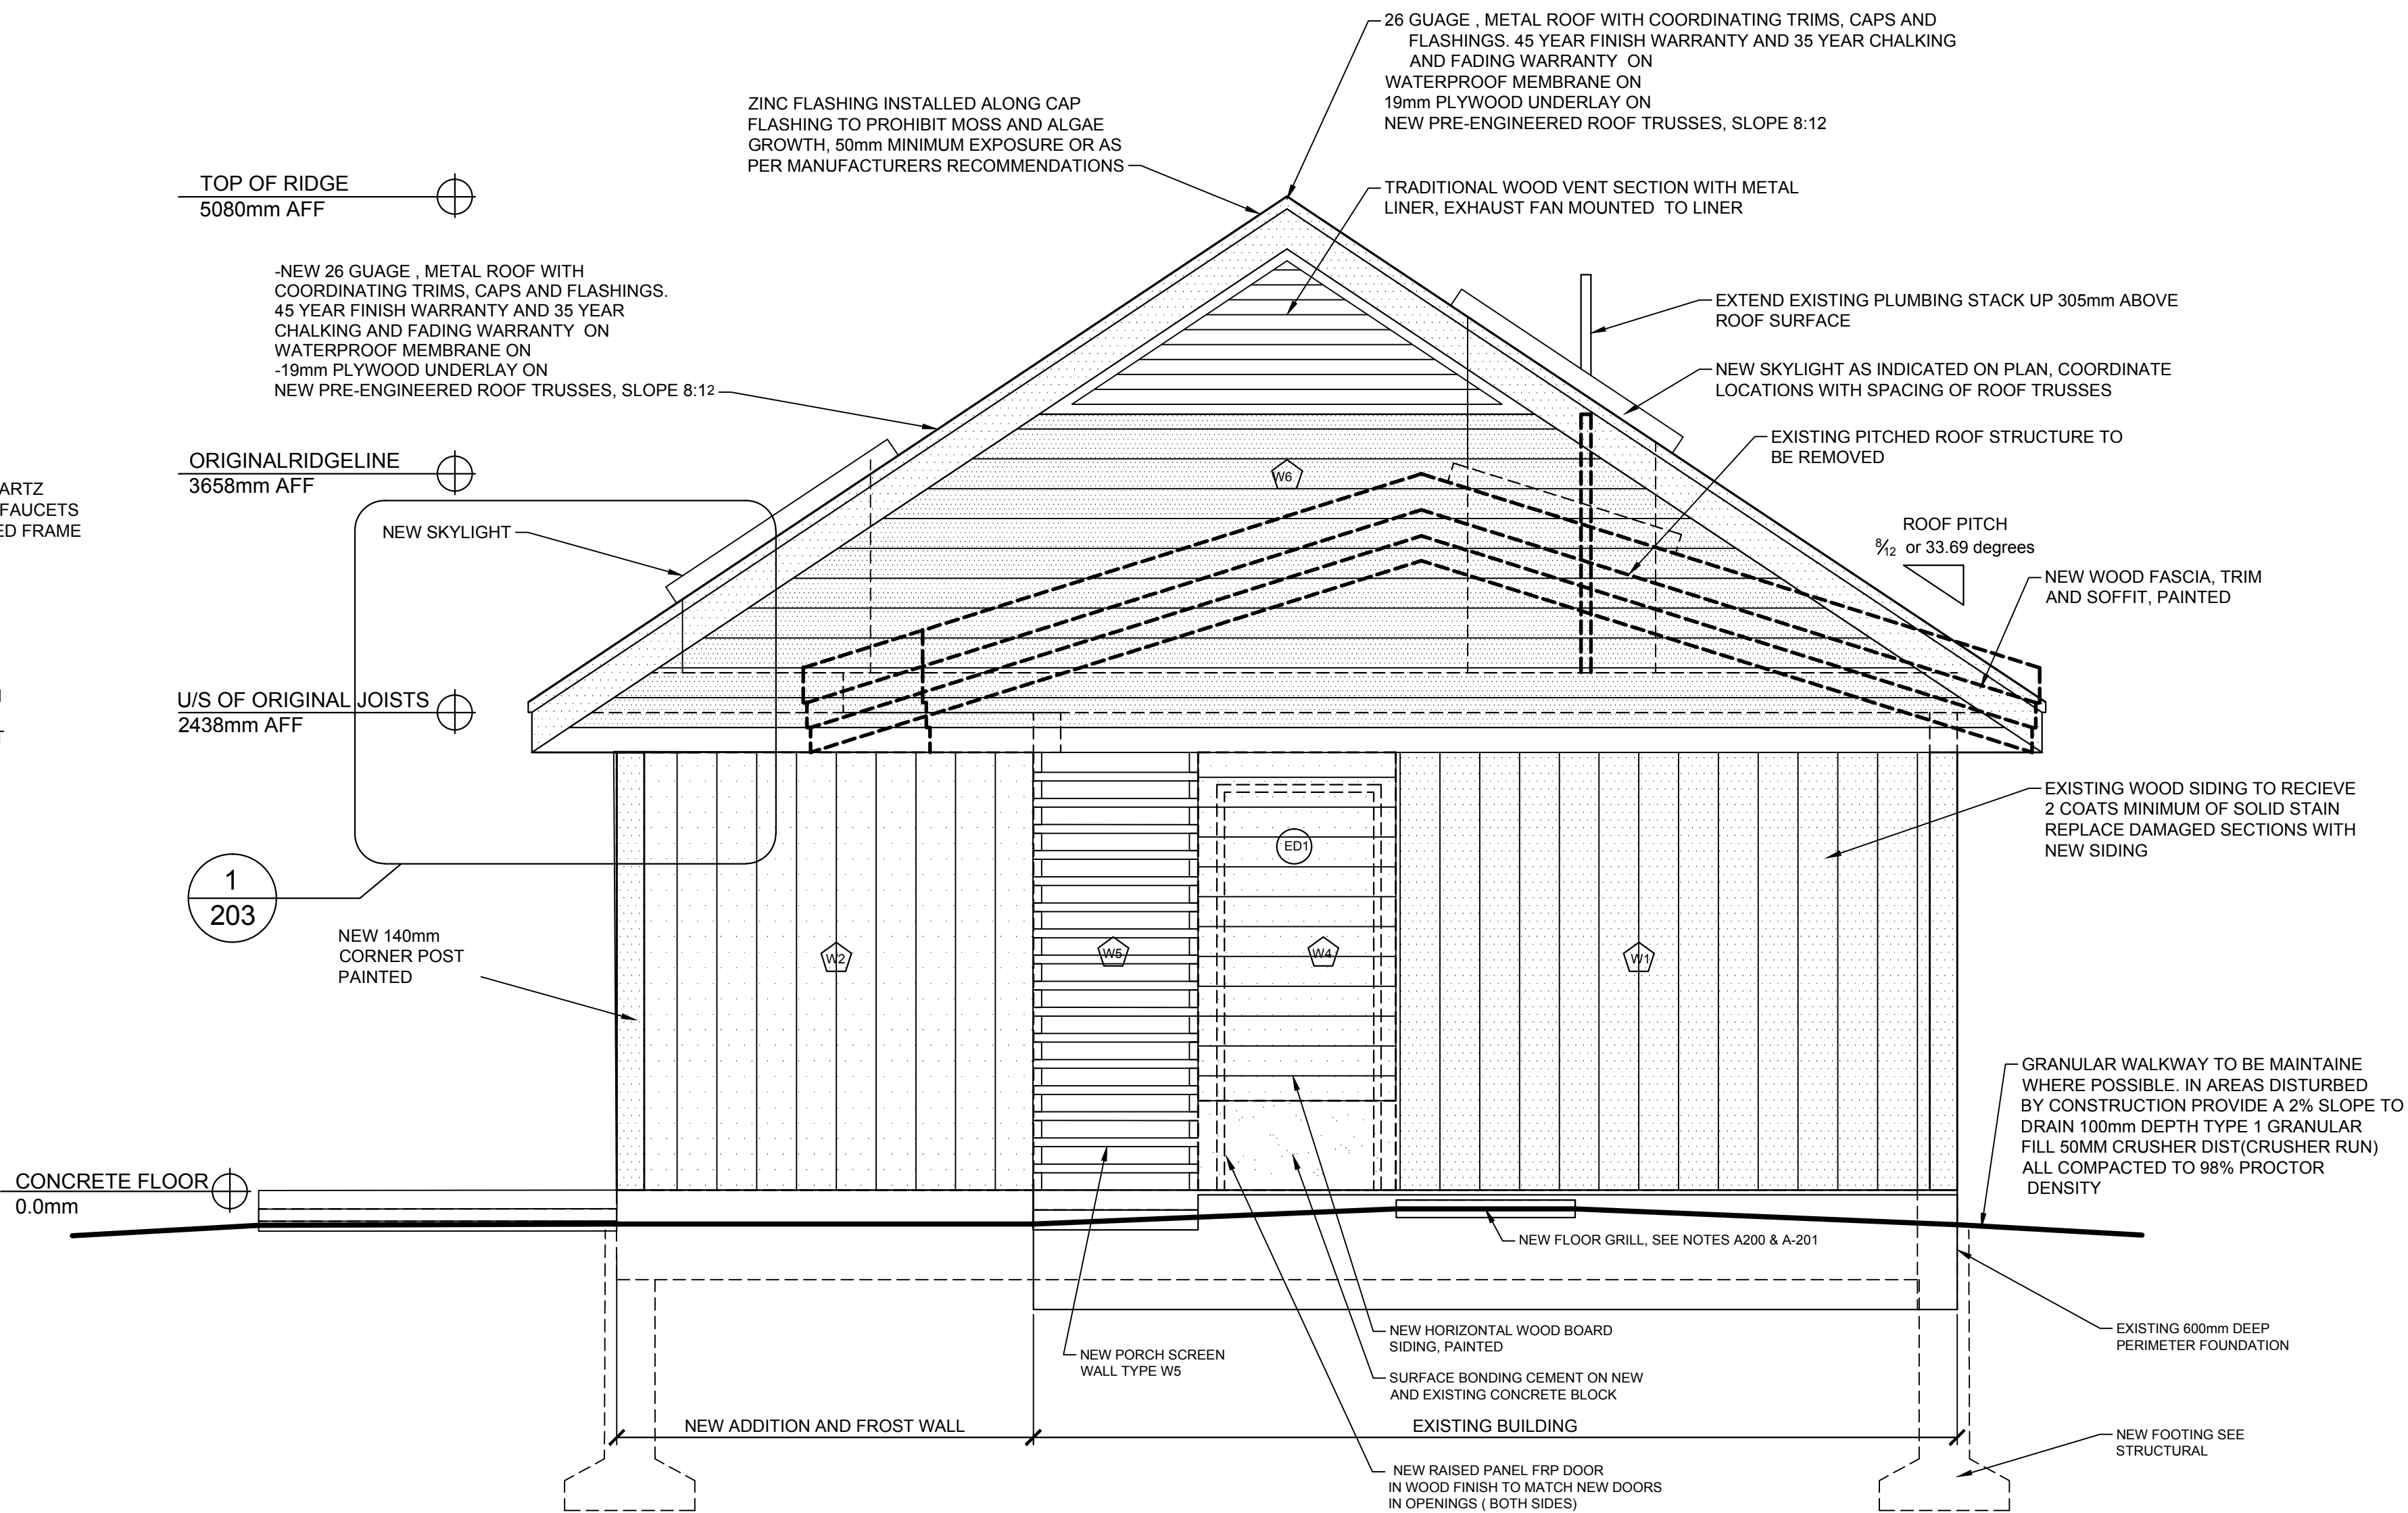 26 GUAGE , METAL ROOF WITH COORDINATING TRIMS, CAPS AND
FLASHINGS. 45 YEAR FINISH WARRANTY AND 35 YEAR CHALKING
AND FADING WARRANTY ON
WATERPROOF MEMBRANE ON
19mm PLYWOOD UNDERLAY ON
NEW PRE-ENGINEERED ROOF TRUSSES, SLOPE 8:12
ZINC FLASHING INSTALLED ALONG CAP
FLASHING TO PROHIBIT MOSS AND ALGAE
GROWTH, 50mm MINIMUM EXPOSURE OR AS
PER MANUFACTURERS RECOMMENDATIONS
TOP OF RIDGE
5080mm AFF
TRADITIONAL WOOD VENT SECTION WITH METAL
LINER, EXHAUST FAN MOUNTED TO LINER
-NEW 26 GUAGE , METAL ROOF WITH
COORDINATING TRIMS, CAPS AND FLASHINGS.
45 YEAR FINISH WARRANTY AND 35 YEAR
CHALKING AND FADING WARRANTY ON
WATERPROOF MEMBRANE ON
-19mm PLYWOOD UNDERLAY ON
NEW PRE-ENGINEERED ROOF TRUSSES, SLOPE 8:12
EXTEND EXISTING PLUMBING STACK UP 305mm ABOVE
ROOF SURFACE
NEW SKYLIGHT AS INDICATED ON PLAN, COORDINATE
LOCATIONS WITH SPACING OF ROOF TRUSSES
EXISTING PITCHED ROOF STRUCTURE TO
BE REMOVED
ORIGINALRIDGELINE
3658mm AFF
W6
ARTZ
FAUCETS
ED FRAME
NEW SKYLIGHT
ROOF PITCH
8/12 or 33.69 degrees
NEW WOOD FASCIA, TRIM
AND SOFFIT, PAINTED
U/S OF ORIGINAL JOISTS
2438mm AFF
T
EXISTING WOOD SIDING TO RECIEVE
2 COATS MINIMUM OF SOLID STAIN
REPLACE DAMAGED SECTIONS WITH
NEW SIDING
ED1
1
203
NEW 140mm
CORNER POST
PAINTED
W2
W5
W4
W1
GRANULAR WALKWAY TO BE MAINTAINE
WHERE POSSIBLE. IN AREAS DISTURBED
BY CONSTRUCTION PROVIDE A 2% SLOPE TO
DRAIN 100mm DEPTH TYPE 1 GRANULAR
FILL 50MM CRUSHER DIST(CRUSHER RUN)
ALL COMPACTED TO 98% PROCTOR
DENSITY
CONCRETE FLOOR
0.0mm
NEW FLOOR GRILL, SEE NOTES A200 & A-201
NEW HORIZONTAL WOOD BOARD
SIDING, PAINTED
EXISTING 600mm DEEP
PERIMETER FOUNDATION
NEW PORCH SCREEN
WALL TYPE W5
SURFACE BONDING CEMENT ON NEW
AND EXISTING CONCRETE BLOCK
NEW ADDITION AND FROST WALL
EXISTING BUILDING
NEW FOOTING SEE
STRUCTURAL
NEW RAISED PANEL FRP DOOR
IN WOOD FINISH TO MATCH NEW DOORS
IN OPENINGS ( BOTH SIDES)